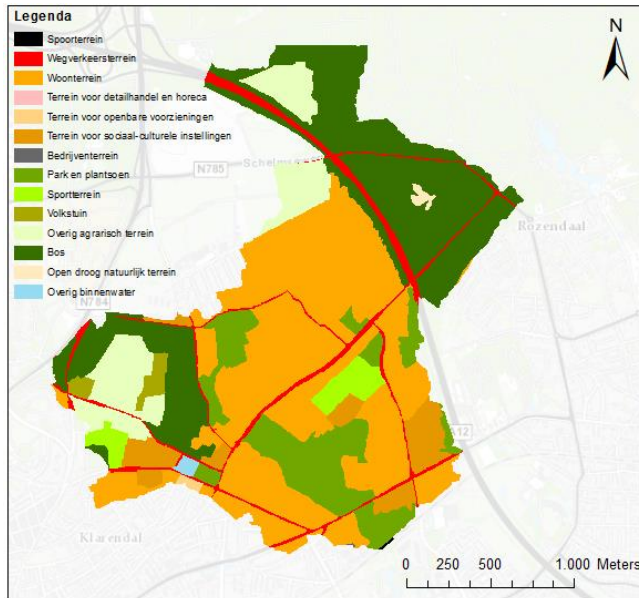 Legenda
Spoorterrein
Wegverkeersterrein
Woonterrein
Terrein voor detailhandel en horeca
Terrein voor openbare voorzieningen
Terrein voor sociaal-culturele instellingen
Bedrijventerrein
Park en plantsoen
Sportterrein
Volkstuin
Overig agrarisch terrein
Bos
Open droog natuurlijk terrein
Overig binnenwater
N
N785
Rozendaal
N784
A12
Klarendal
0 250 500 1.000 Meters